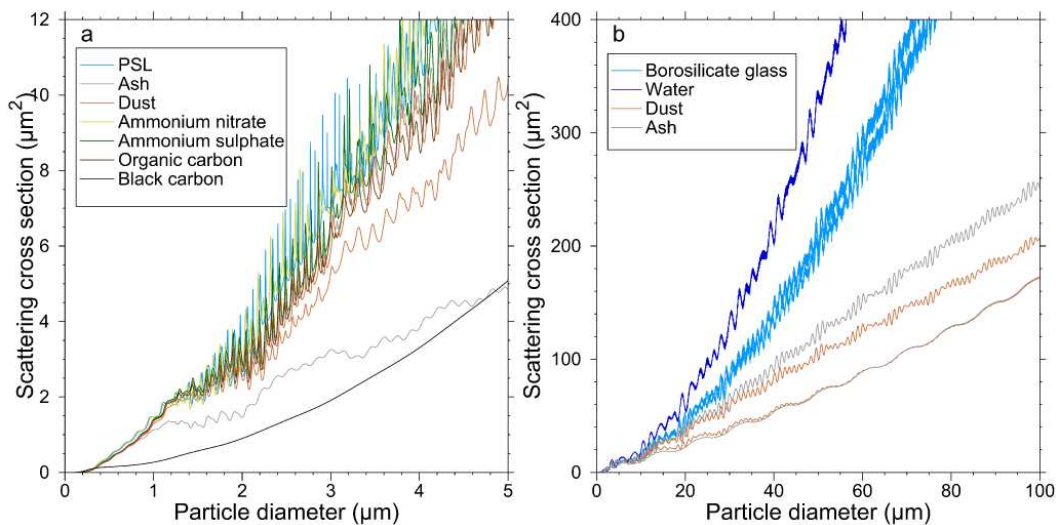 a
PSL
Ash
Dust
Ammonium nitrate
Ammonium sulphate
Organic carbon
Black carbon
Scattering cross section (µm²)
12
10
8
6
4
2
0
0 1 2 3 4 5
Particle diameter (µm)
b
Borosilicate glass
Water
Dust
Ash
Scattering cross section (µm²)
400
300
200
100
0
0 20 40 60 80 100
Particle diameter (µm)